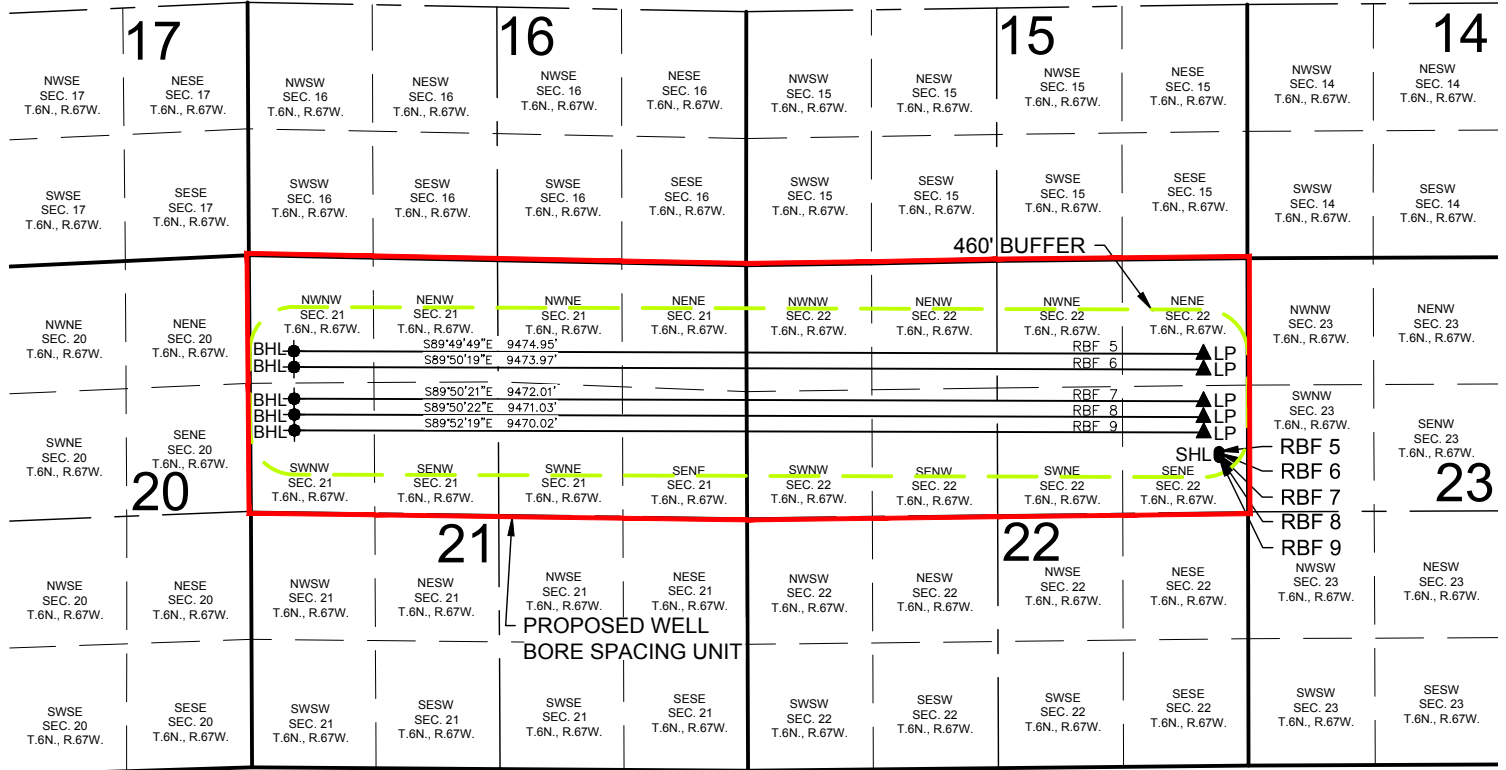 17
16
15
14
NWSE
SEC. 17
T.6N., R.67W.
NESE
SEC. 17
T.6N., R.67W.
NWSW
SEC. 16
T.6N., R.67W.
NESW
SEC. 16
T.6N., R.67W.
NWSE
SEC. 16
T.6N., R.67W.
NESE
SEC. 16
T.6N., R.67W.
NWSW
SEC. 15
T.6N., R.67W.
NESW
SEC. 15
T.6N., R.67W.
NWSE
SEC. 15
T.6N., R.67W.
NESE
SEC. 15
T.6N., R.67W.
NWSW
SEC. 14
T.6N., R.67W.
NESW
SEC. 14
T.6N., R.67W.
SWSE
SEC. 17
T.6N., R.67W.
SESE
SEC. 17
T.6N., R.67W.
SWSW
SEC. 16
T.6N., R.67W.
SESW
SEC. 16
T.6N., R.67W.
SWSE
SEC. 16
T.6N., R.67W.
SESE
SEC. 16
T.6N., R.67W.
SWSW
SEC. 15
T.6N., R.67W.
SESW
SEC. 15
T.6N., R.67W.
SWSE
SEC. 15
T.6N., R.67W.
SESE
SEC. 15
T.6N., R.67W.
SWSW
SEC. 14
T.6N., R.67W.
SESW
SEC. 14
T.6N., R.67W.
460' BUFFER
NWNE
SEC. 20
T.6N., R.67W.
NENE
SEC. 20
T.6N., R.67W.
NWNW
SEC. 21
T.6N., R.67W.
NENW
SEC. 21
T.6N., R.67W.
NWNE
SEC. 21
T.6N., R.67W.
NENE
SEC. 21
T.6N., R.67W.
NWNW
SEC. 22
T.6N., R.67W.
NENW
SEC. 22
T.6N., R.67W.
NWNE
SEC. 22
T.6N., R.67W.
NENE
SEC. 22
T.6N., R.67W.
NWNW
SEC. 23
T.6N., R.67W.
NENW
SEC. 23
T.6N., R.67W.
BHL S89°49'49"E 9474.95' RBF 5 LP
BHL S89°50'19"E 9473.97' RBF 6 LP
BHL S89°50'21"E 9472.01' RBF 7 LP
BHL S89°50'22"E 9471.03' RBF 8 LP
BHL S89°52'19"E 9470.02' RBF 9 LP
SHL
RBF 5
RBF 6
RBF 7
RBF 8
RBF 9
SWNE
SEC. 20
T.6N., R.67W.
SENE
SEC. 20
T.6N., R.67W.
SWNW
SEC. 21
T.6N., R.67W.
SENW
SEC. 21
T.6N., R.67W.
SWNE
SEC. 21
T.6N., R.67W.
SENE
SEC. 21
T.6N., R.67W.
SWNW
SEC. 22
T.6N., R.67W.
SENW
SEC. 22
T.6N., R.67W.
SWNE
SEC. 22
T.6N., R.67W.
SENE
SEC. 22
T.6N., R.67W.
SWNW
SEC. 23
T.6N., R.67W.
SENW
SEC. 23
T.6N., R.67W.
20
21
22
23
NWSE
SEC. 20
T.6N., R.67W.
NESE
SEC. 20
T.6N., R.67W.
NWSW
SEC. 21
T.6N., R.67W.
NESW
SEC. 21
T.6N., R.67W.
NWSE
SEC. 21
T.6N., R.67W.
NESE
SEC. 21
T.6N., R.67W.
NWSW
SEC. 22
T.6N., R.67W.
NESW
SEC. 22
T.6N., R.67W.
NWSE
SEC. 22
T.6N., R.67W.
NESE
SEC. 22
T.6N., R.67W.
NWSW
SEC. 23
T.6N., R.67W.
NESW
SEC. 23
T.6N., R.67W.
PROPOSED WELL
BORE SPACING UNIT
SWSE
SEC. 20
T.6N., R.67W.
SESE
SEC. 20
T.6N., R.67W.
SWSW
SEC. 21
T.6N., R.67W.
SESW
SEC. 21
T.6N., R.67W.
SWSE
SEC. 21
T.6N., R.67W.
SESE
SEC. 21
T.6N., R.67W.
SWSW
SEC. 22
T.6N., R.67W.
SESW
SEC. 22
T.6N., R.67W.
SWSE
SEC. 22
T.6N., R.67W.
SESE
SEC. 22
T.6N., R.67W.
SWSW
SEC. 23
T.6N., R.67W.
SESW
SEC. 23
T.6N., R.67W.